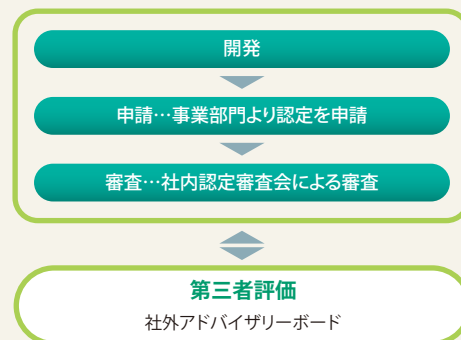 開発
申請…事業部門より認定を申請
審査…社内認定審査会による審査
第三者評価
社外アドバイザリーボード